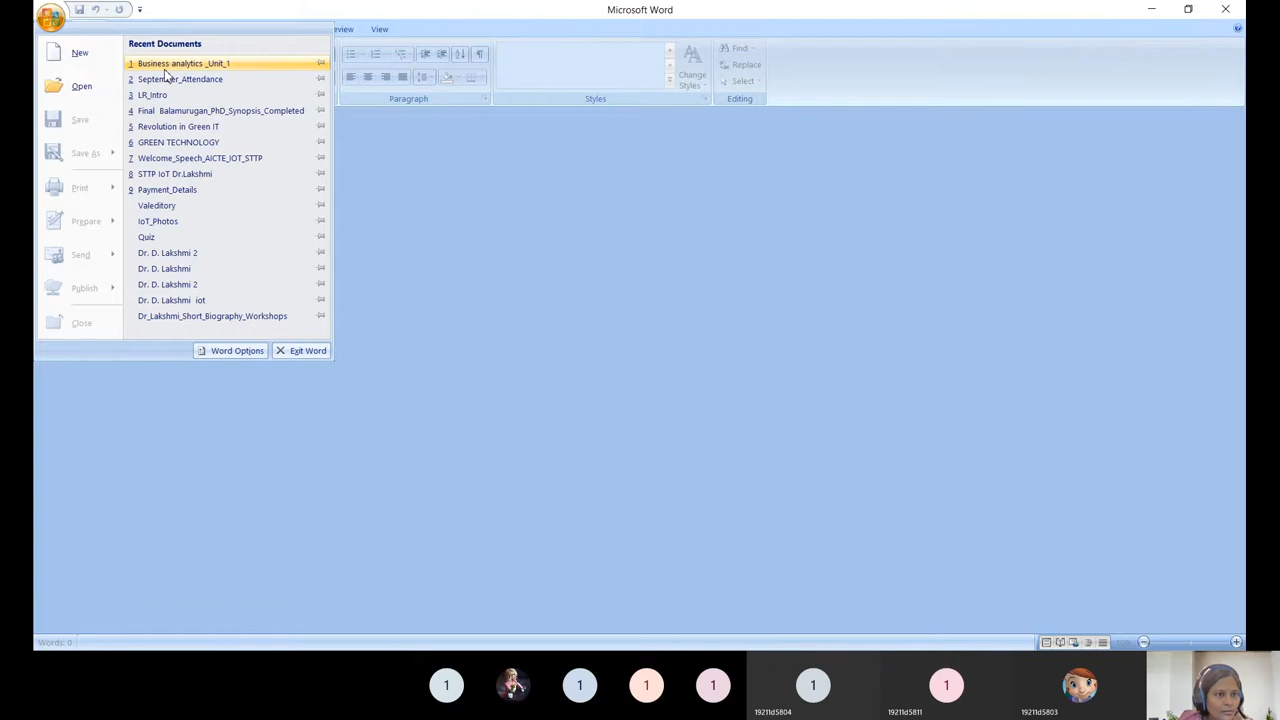 Microsoft Word
eview
View
Recent Documents
New
Open
Save
Save As
Print
Prepare
Send
Publish
Close
1 Business analytics _Unit_1
2 September_Attendance
3 LR_Intro
4 Final Balamurugan_PhD_Synopsis_Completed
5 Revolution in Green IT
6 GREEN TECHNOLOGY
7 Welcome_Speech_AICTE_IOT_STTP
8 STTP IoT Dr.Lakshmi
9 Payment_Details
Valeditory
IoT_Photos
Quiz
Dr. D. Lakshmi 2
Dr. D. Lakshmi
Dr. D. Lakshmi 2
Dr. D. Lakshmi iot
Dr_Lakshmi_Short_Biography_Workshops
Word Options
Exit Word
Paragraph
Change
Styles
Styles
Find
Replace
Select
Editing
Words: 0
1
1
1
1
1
1
19211d5804
19211d5811
19211d5803